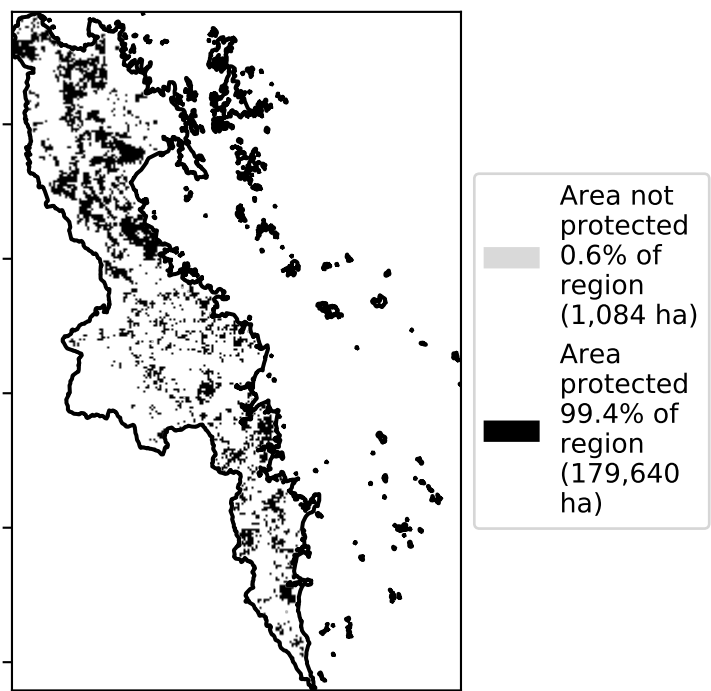 Area not
protected
0.6% of
region
(1,084 ha)
Area
protected
99.4% of
region
(179,640
ha)